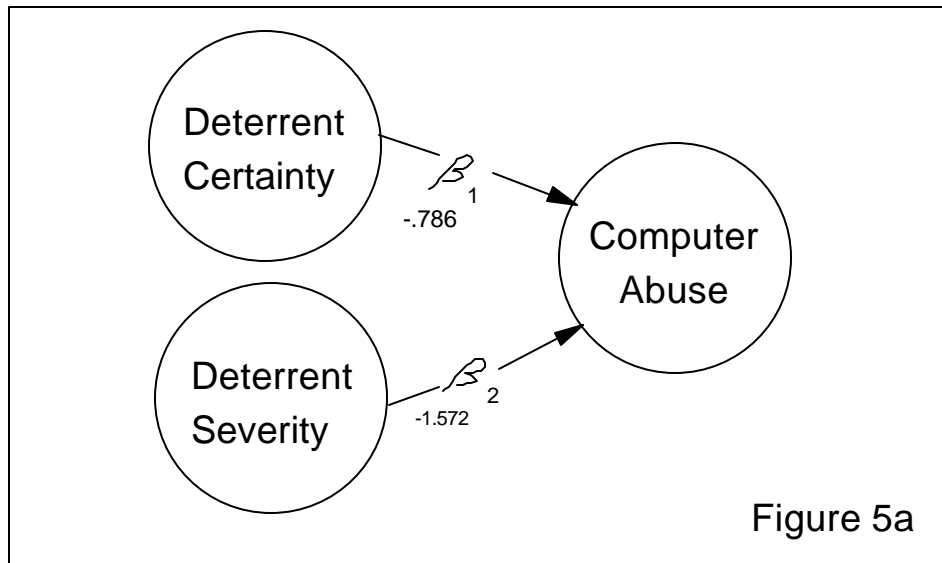 Deterrent
Certainty
β1
-.786
Computer
Abuse
Deterrent
Severity
β2
-1.572
Figure 5a